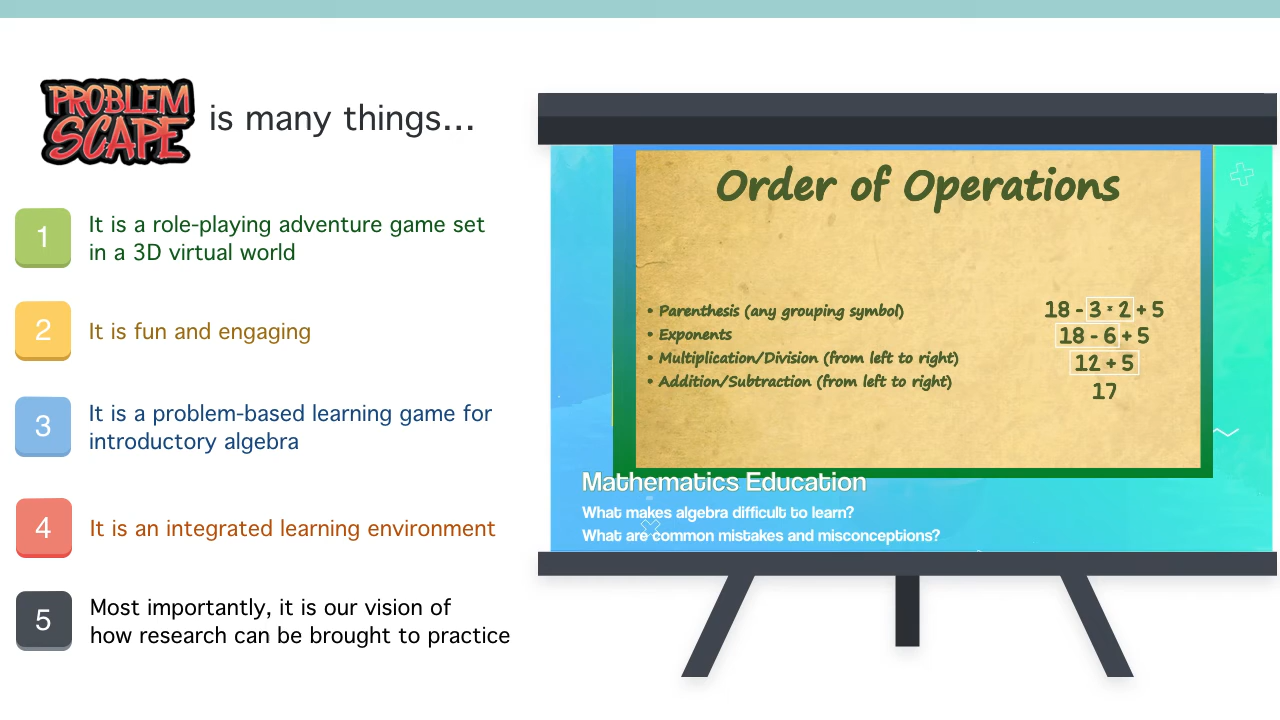 PROBLEM
SCAPE
is many things...
1
It is a role-playing adventure game set
in a 3D virtual world
2
It is fun and engaging
3
It is a problem-based learning game for
introductory algebra
4
It is an integrated learning environment
5
Most importantly, it is our vision of
how research can be brought to practice
Order of Operations
• Parenthesis (any grouping symbol)
• Exponents
• Multiplication/Division (from left to right)
• Addition/Subtraction (from left to right)
18 - 3 · 2 + 5
18 - 6 + 5
12 + 5
17
Mathematics Education
What makes algebra difficult to learn?
What are common mistakes and misconceptions?